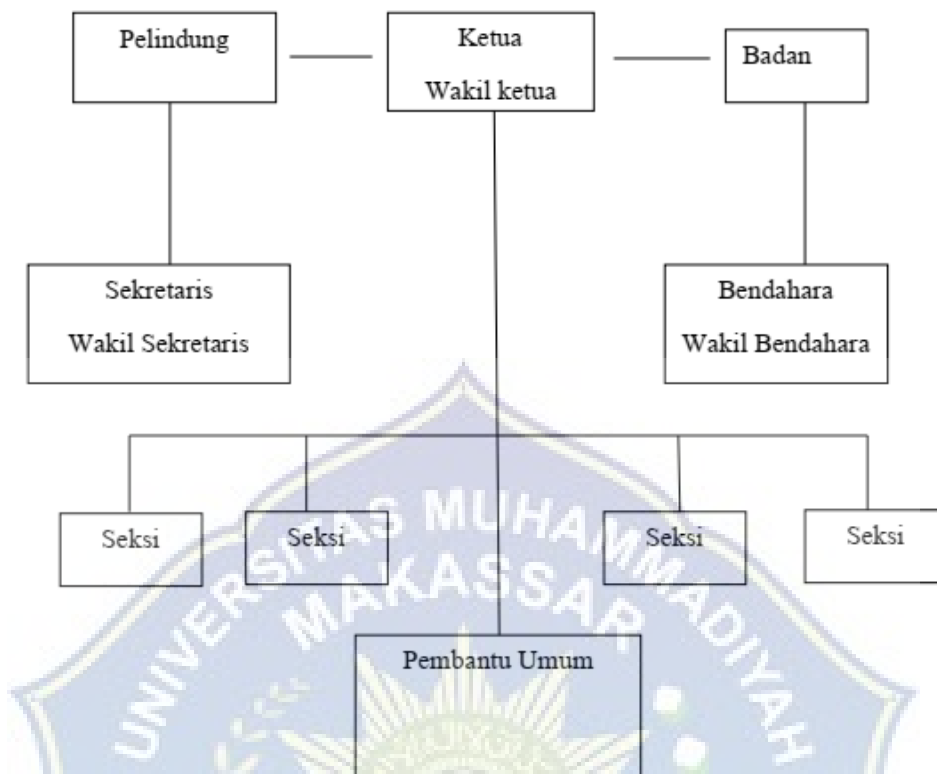 Pelindung
Ketua
Wakil ketua
Badan
Sekretaris
Wakil Sekretaris
Bendahara
Wakil Bendahara
Seksi
Seksi
Seksi
Seksi
Pembantu Umum
UNIVERSITAS MUHAMMADIYAH
MAKASSAR